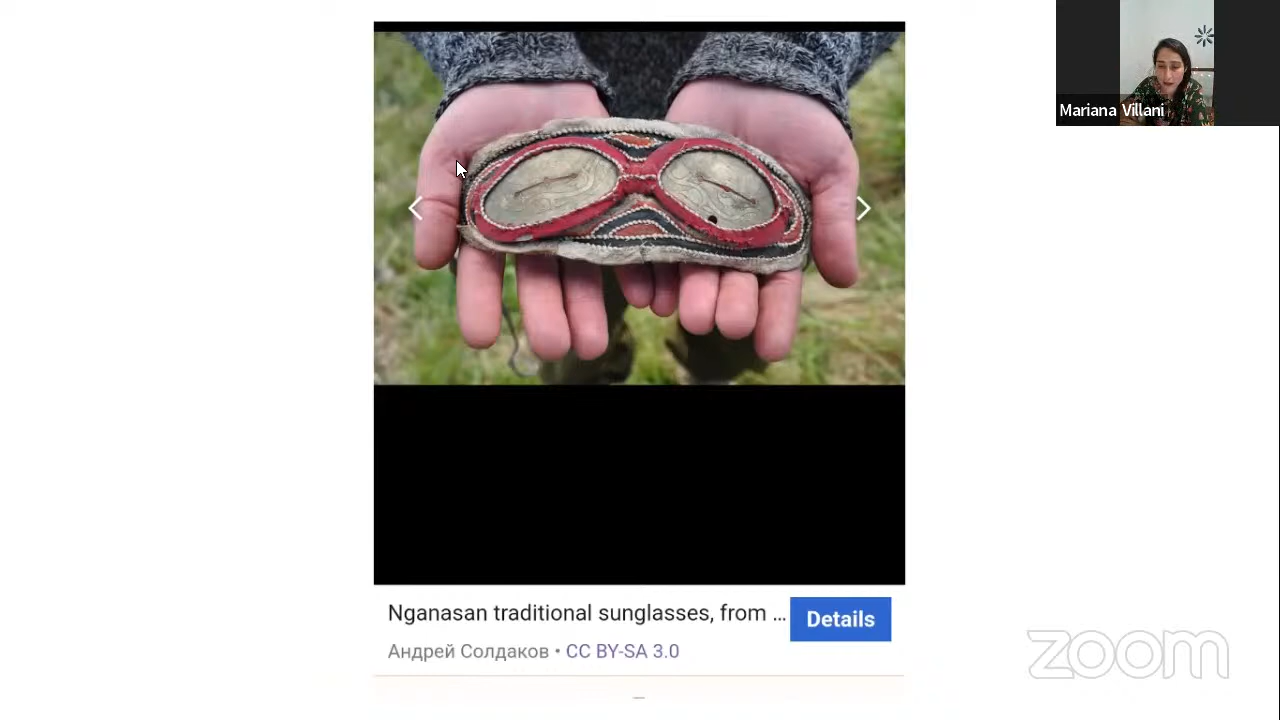 Mariana Villani
Nganasan traditional sunglasses, from ...
Details
Андрей Солдаков • CC BY-SA 3.0
zoom